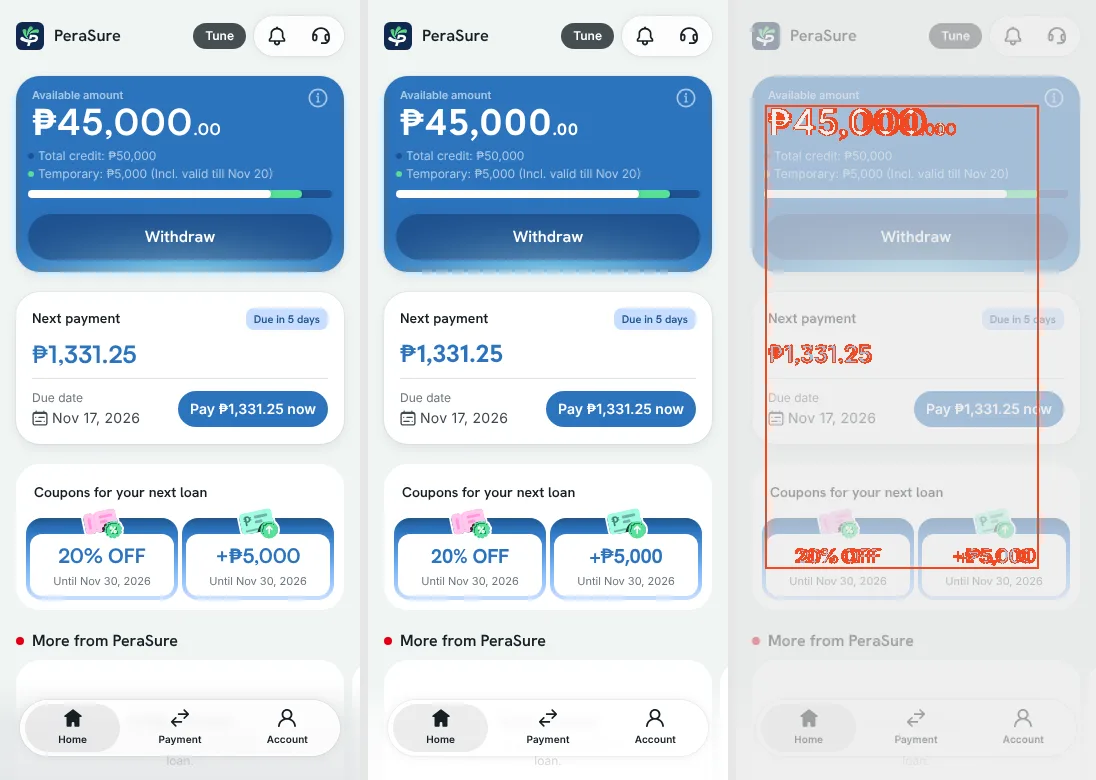 PeraSure
Tune
Available amount
₱45,000.00
Total credit: ₱50,000
Temporary: ₱5,000 (Incl. valid till Nov 20)
Withdraw
Next payment
Due in 5 days
₱1,331.25
Due date
Nov 17, 2026
Pay ₱1,331.25 now
Coupons for your next loan
20% OFF
Until Nov 30, 2026
+₱5,000
Until Nov 30, 2026
More from PeraSure
Home
Payment
Account
loan.
PeraSure
Tune
Available amount
₱45,000.00
Total credit: ₱50,000
Temporary: ₱5,000 (Incl. valid till Nov 20)
Withdraw
Next payment
Due in 5 days
₱1,331.25
Due date
Nov 17, 2026
Pay ₱1,331.25 now
Coupons for your next loan
20% OFF
Until Nov 30, 2026
+₱5,000
Until Nov 30, 2026
More from PeraSure
Home
Payment
Account
loan.
PeraSure
Tune
Available amount
Total credit: ₱50,000
Temporary: ₱5,000 (Incl. valid till Nov 20)
Withdraw
Next payment
Due in 5 days
₱1,331.25
Due date
Nov 17, 2026
Pay ₱1,331.25 now
Coupons for your next loan
Until Nov 30, 2026
Until Nov 30, 2026
More from PeraSure
Home
Payment
Account
loan.